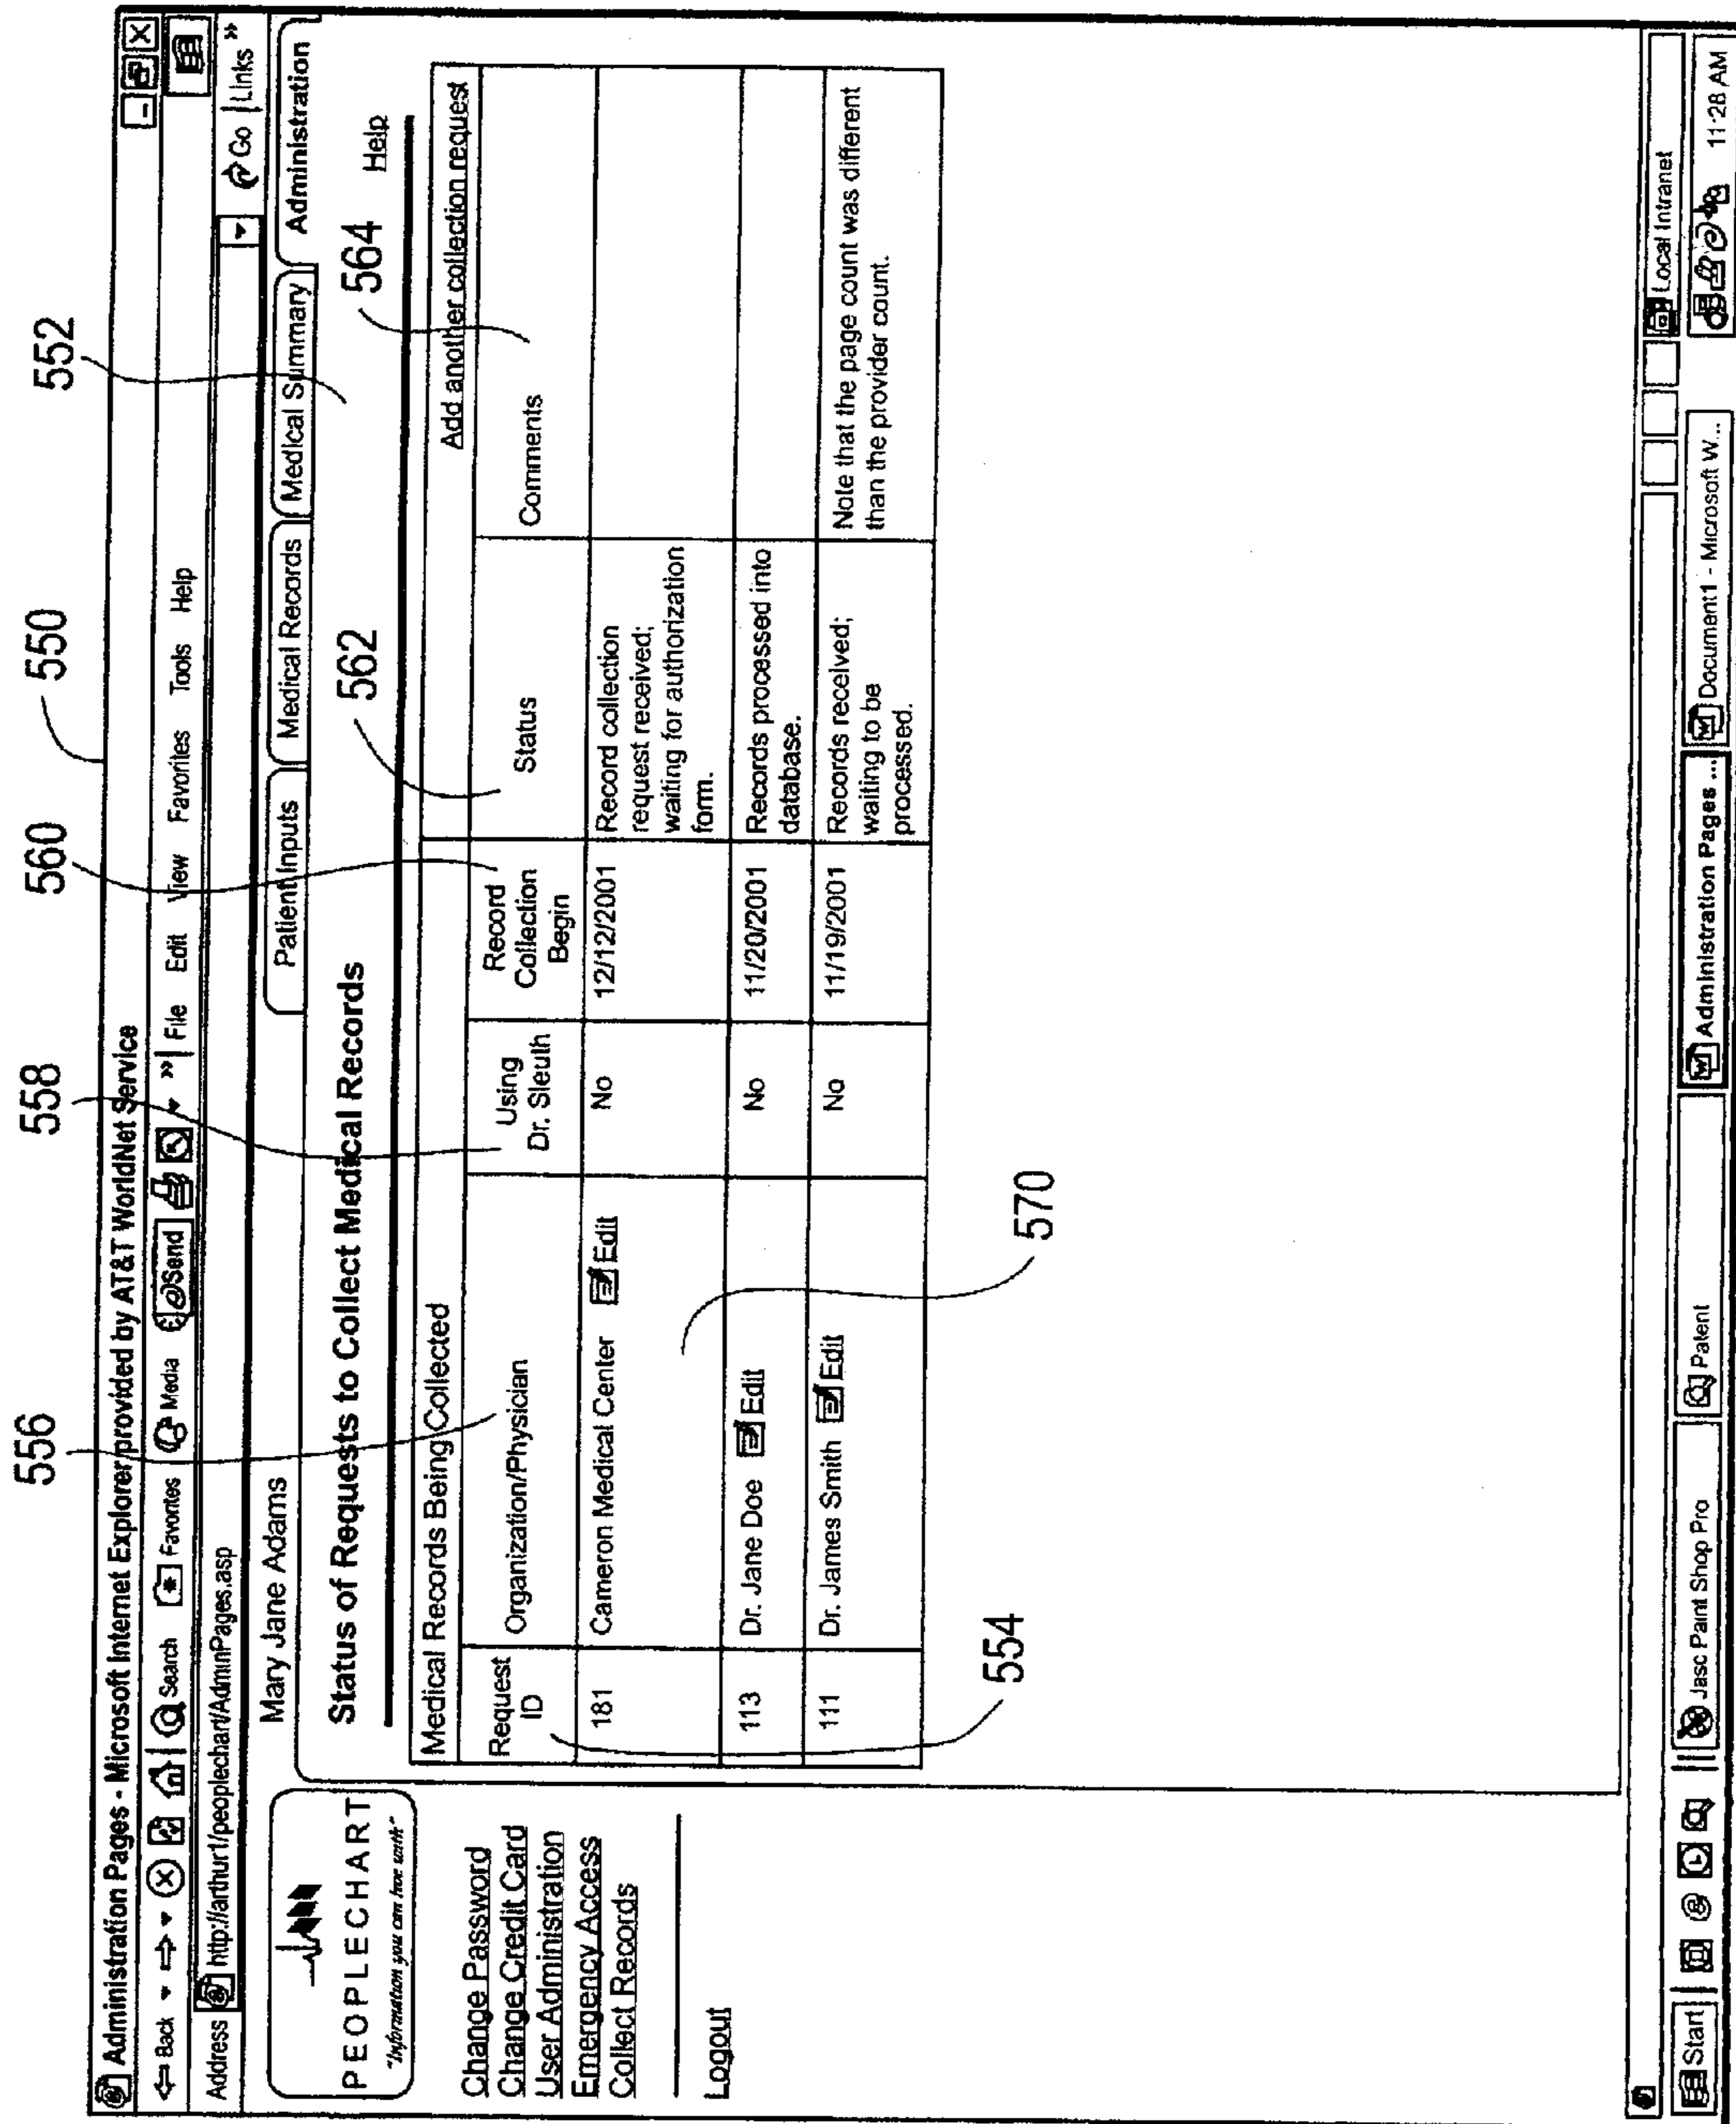 550
552
556
558
560
Administration Pages - Microsoft Internet Explorer provided by AT&T WorldNet Service
Back Search Favorites Media Send » File Edit View Favorites Tools Help
Address http://arthur1/peoplechart/AdminPages.asp Go Links »
PEOPLECHART
"Information you can live with"
Change Password
Change Credit Card
User Administration
Emergency Access
Collect Records
Logout
Mary Jane Adams Patient Inputs Medical Records Medical Summary Administration
562
564
Status of Requests to Collect Medical Records Help
Medical Records Being Collected Add another collection request
Request ID Organization/Physician Using Dr. Sleuth Record Collection Begin Status Comments
181 Cameron Medical Center Edit No 12/12/2001 Record collection request received; waiting for authorization form.
113 Dr. Jane Doe Edit No 11/20/2001 Records processed into database.
111 Dr. James Smith Edit No 11/19/2001 Records received; waiting to be processed. Note that the page count was different than the provider count.
554
570
Local intranet
Start Jasc Paint Shop Pro Patent Administration Pages ... Document1 - Microsoft W... 11:28 AM